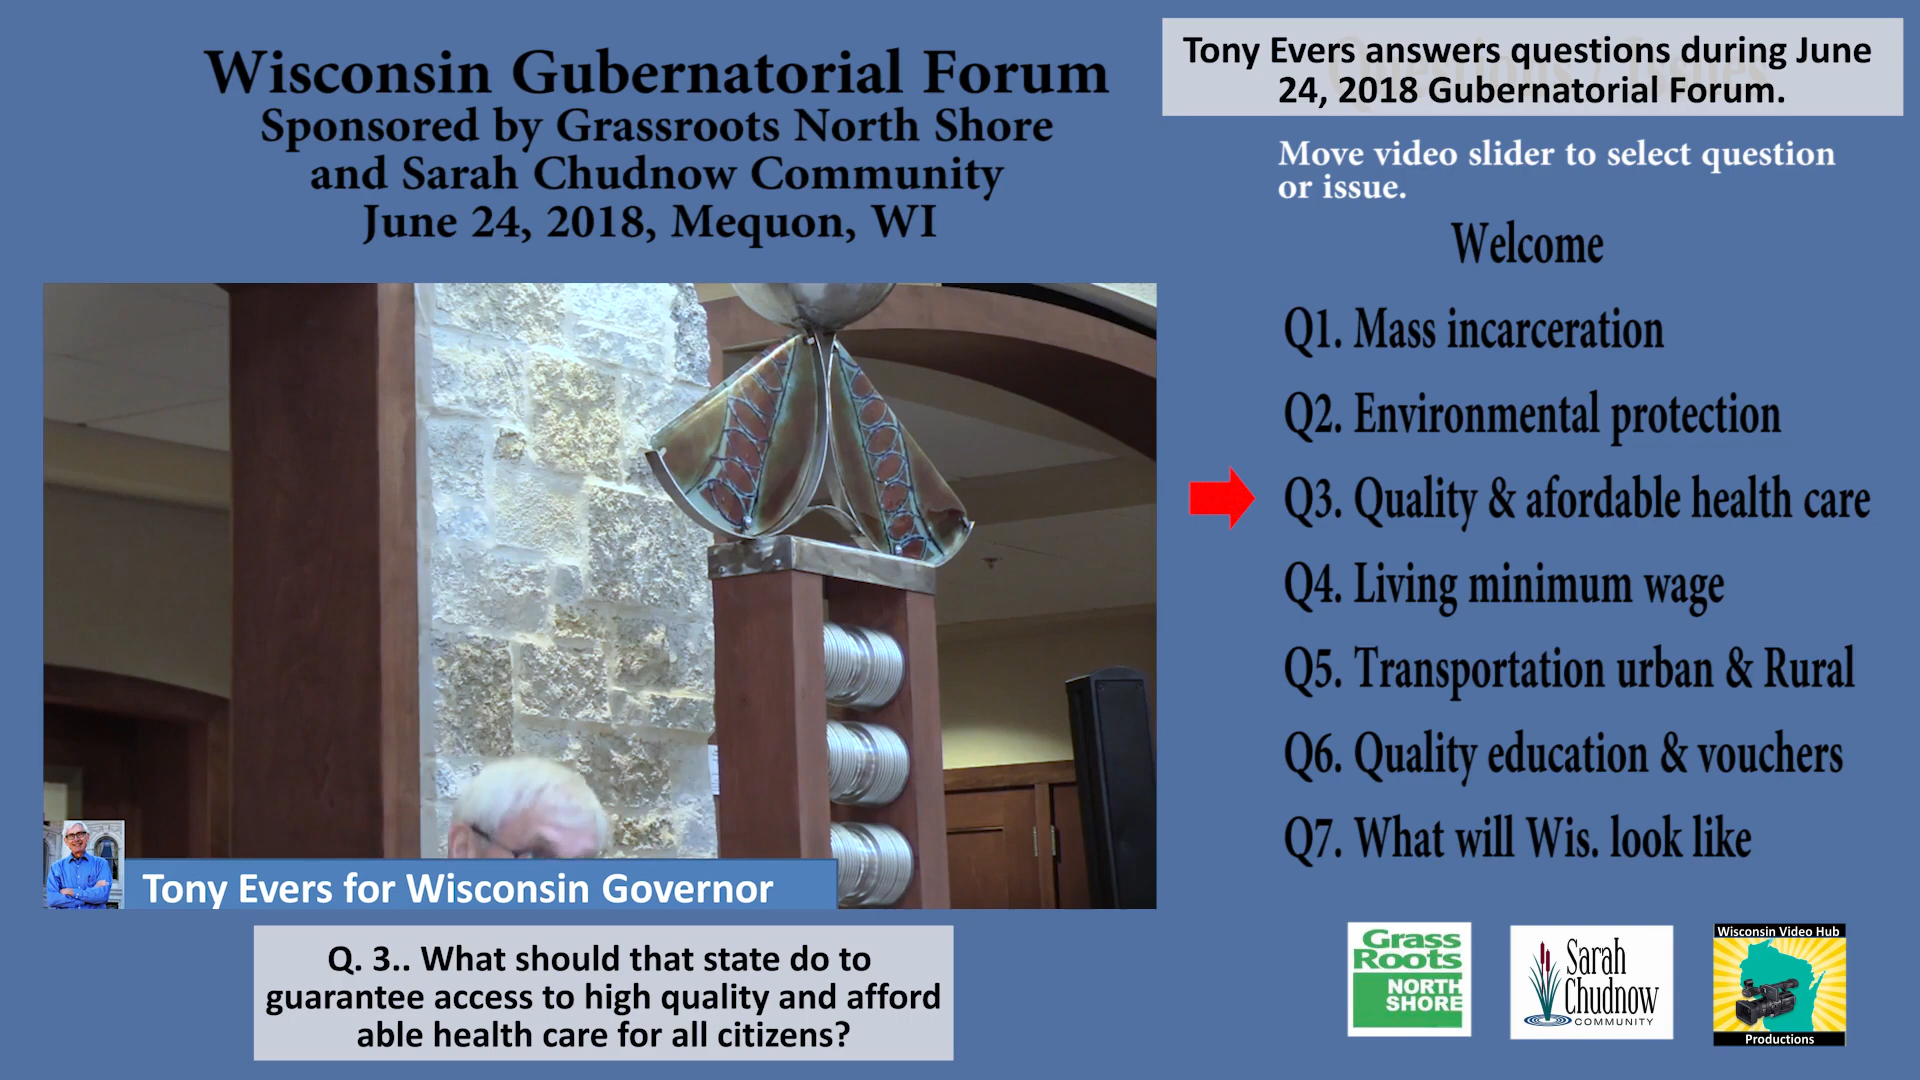 Wisconsin Gubernatorial Forum
Sponsored by Grassroots North Shore
and Sarah Chudnow Community
June 24, 2018, Mequon, WI
Tony Evers answers questions during June
24, 2018 Gubernatorial Forum.
Move video slider to select question
or issue.
Welcome
Q1. Mass incarceration
Q2. Environmental protection
Q3. Quality & afordable health care
Q4. Living minimum wage
Q5. Transportation urban & Rural
Q6. Quality education & vouchers
Q7. What will Wis. look like
Tony Evers for Wisconsin Governor
Q. 3.. What should that state do to
guarantee access to high quality and afford
able health care for all citizens?
Grass
Roots
NORTH
SHORE
Sarah
Chudnow
COMMUNITY
Wisconsin Video Hub
Productions